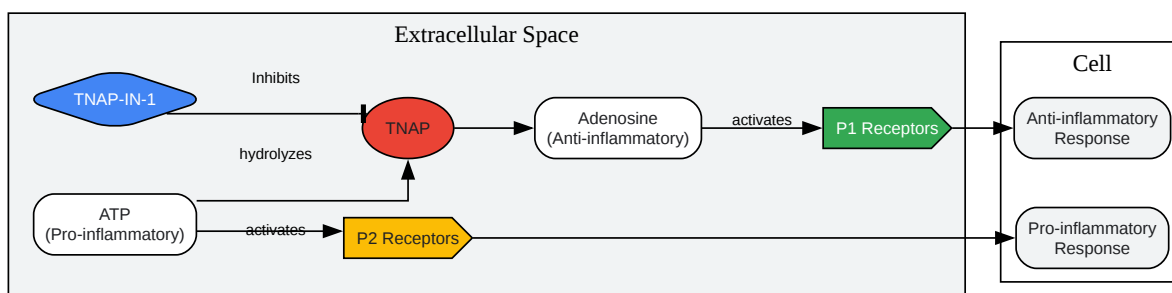 Extracellular Space
Cell
TNAP-IN-1
Inhibits
TNAP
Adenosine
(Anti-inflammatory)
activates
P1 Receptors
Anti-inflammatory
Response
hydrolyzes
ATP
(Pro-inflammatory)
activates
P2 Receptors
Pro-inflammatory
Response